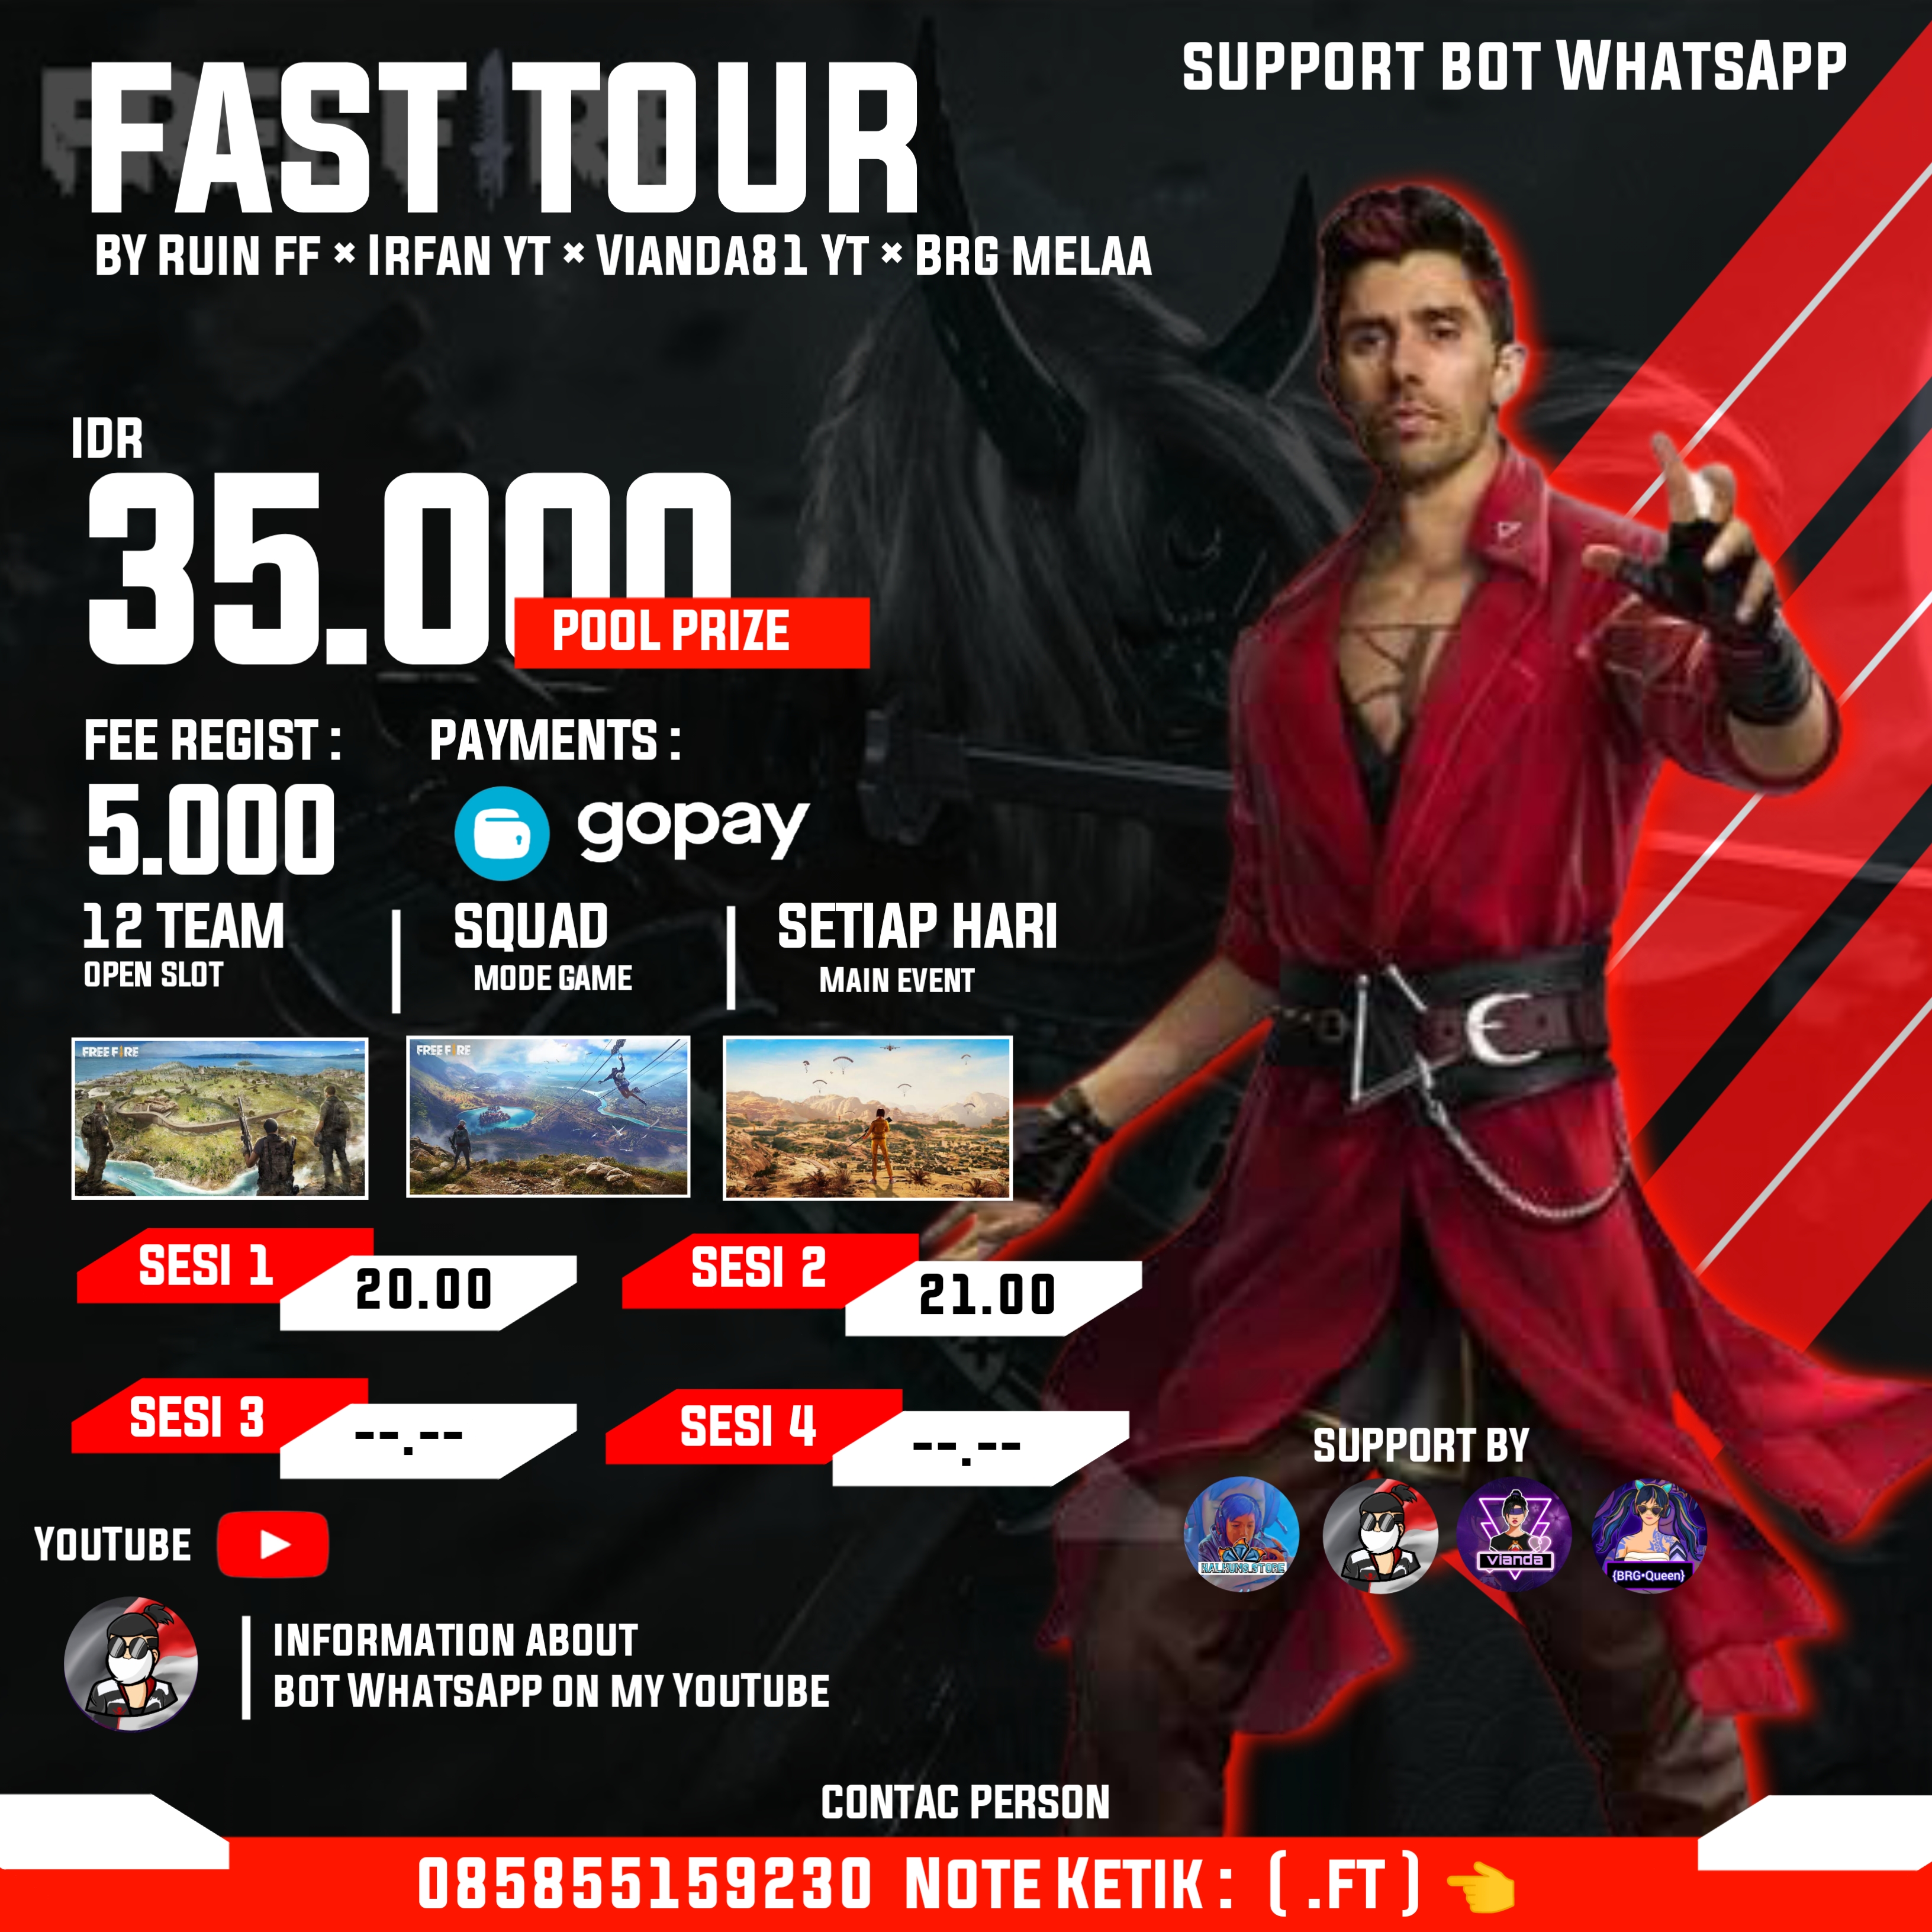 FAST TOUR
FREE FIRE
SUPPORT BOT WHATSAPP
BY RUIN FF × IRFAN YT × VIANDA81 YT × BRG MELAA
IDR
35.000
POOL PRIZE
FEE REGIST :
PAYMENTS :
5.000
gopay
12 TEAM
SQUAD
SETIAP HARI
OPEN SLOT
MODE GAME
MAIN EVENT
FREE FIRE
FREE FIRE
SESI 1
20.00
SESI 2
21.00
SESI 3
--.--
SESI 4
--.--
SUPPORT BY
vianda
{BRG•Queen}
YOUTUBE
INFORMATION ABOUT
BOT WHATSAPP ON MY YOUTUBE
CONTAC PERSON
085855159230 NOTE KETIK : ( .FT ) 👈